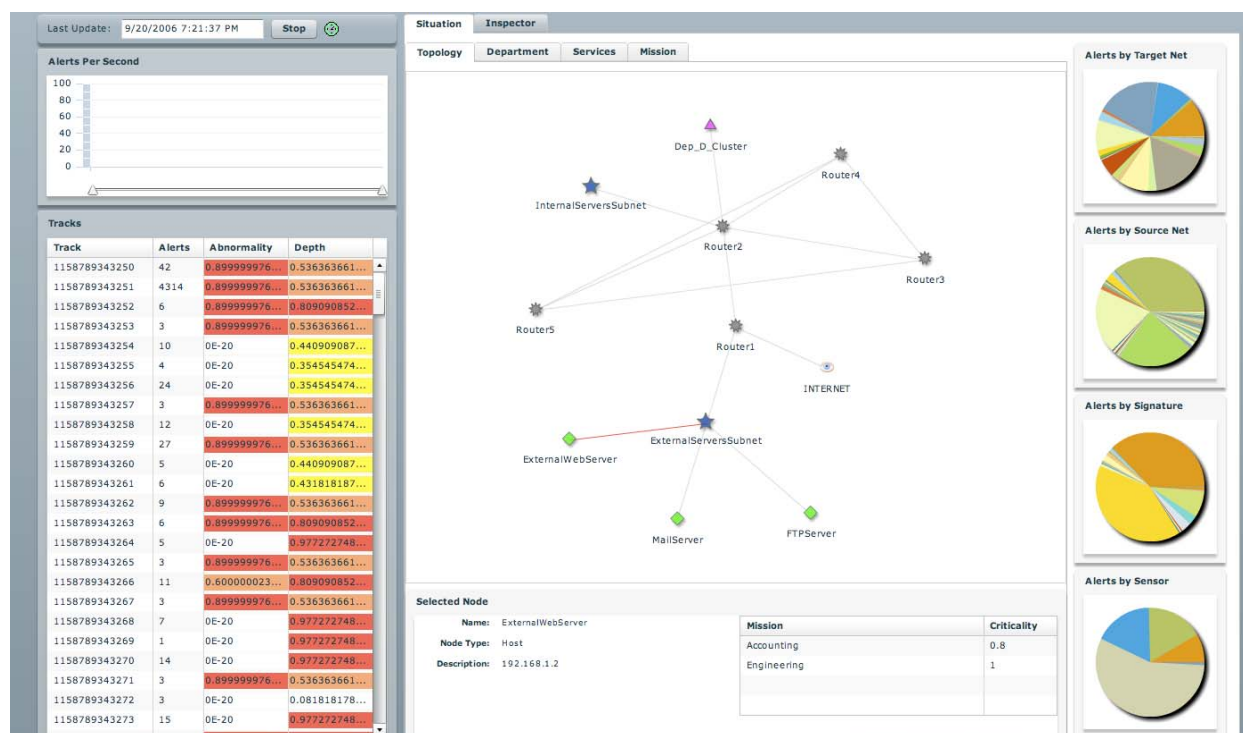 Last Update: 9/20/2006 7:21:37 PM Stop
Alerts Per Second
100
80
60
40
20
0
Tracks
Track Alerts Abnormality Depth
1158789343250 42 0.899999976... 0.536363661...
1158789343251 4314 0.899999976... 0.536363661...
1158789343252 6 0.899999976... 0.809090852...
1158789343253 3 0.899999976... 0.536363661...
1158789343254 10 0E-20 0.440909087...
1158789343255 4 0E-20 0.354545474...
1158789343256 24 0E-20 0.354545474...
1158789343257 3 0.899999976... 0.536363661...
1158789343258 12 0E-20 0.354545474...
1158789343259 27 0.899999976... 0.536363661...
1158789343260 5 0E-20 0.440909087...
1158789343261 6 0E-20 0.431818187...
1158789343262 9 0.899999976... 0.536363661...
1158789343263 6 0.899999976... 0.809090852...
1158789343264 5 0E-20 0.977272748...
1158789343265 3 0.899999976... 0.536363661...
1158789343266 11 0.600000023... 0.809090852...
1158789343267 3 0.899999976... 0.536363661...
1158789343268 7 0E-20 0.977272748...
1158789343269 1 0E-20 0.977272748...
1158789343270 14 0E-20 0.977272748...
1158789343271 3 0.899999976... 0.536363661...
1158789343272 3 0E-20 0.081818178...
1158789343273 15 0E-20 0.977272748...
Situation Inspector
Topology Department Services Mission
Dep_D_Cluster
Router4
InternalServersSubnet
Router2
Router3
Router5
Router1
INTERNET
ExternalServersSubnet
ExternalWebServer
MailServer
FTPServer
Selected Node
Name: ExternalWebServer
Node Type: Host
Description: 192.168.1.2
Mission Criticality
Accounting 0.8
Engineering 1
Alerts by Target Net
Alerts by Source Net
Alerts by Signature
Alerts by Sensor